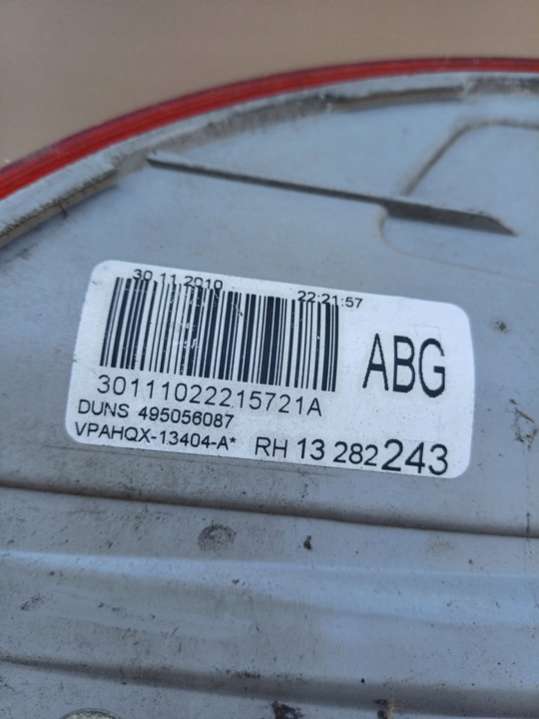 30.11.2010 22:21:57
30111022215721A
ABG
DUNS 495056087
VPAHQX-13404-A* RH 13 282 243